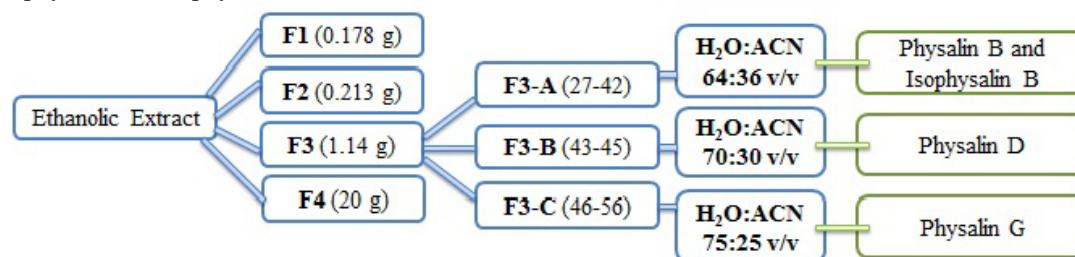 Ethanolic Extract
F1 (0.178 g)
F2 (0.213 g)
F3 (1.14 g)
F4 (20 g)
F3-A (27-42)
F3-B (43-45)
F3-C (46-56)
H₂O:ACN
64:36 v/v
H₂O:ACN
70:30 v/v
H₂O:ACN
75:25 v/v
Physalin B and
Isophysalin B
Physalin D
Physalin G